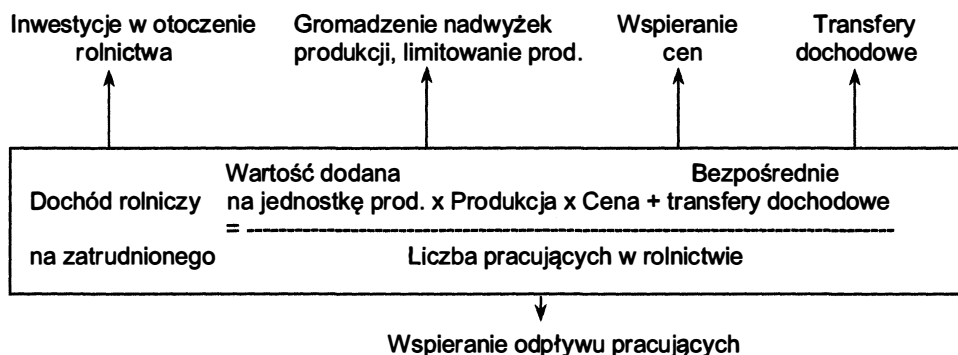 Inwestycje w otoczenie rolnictwa
Gromadzenie nadwyżek produkcji, limitowanie prod.
Wspieranie cen
Transfery dochodowe
Wartość dodana Bezpośrednie
Dochód rolniczy na jednostkę prod. x Produkcja x Cena + transfery dochodowe
= --------------------------------------------------------------
na zatrudnionego Liczba pracujących w rolnictwie
Wspieranie odpływu pracujących